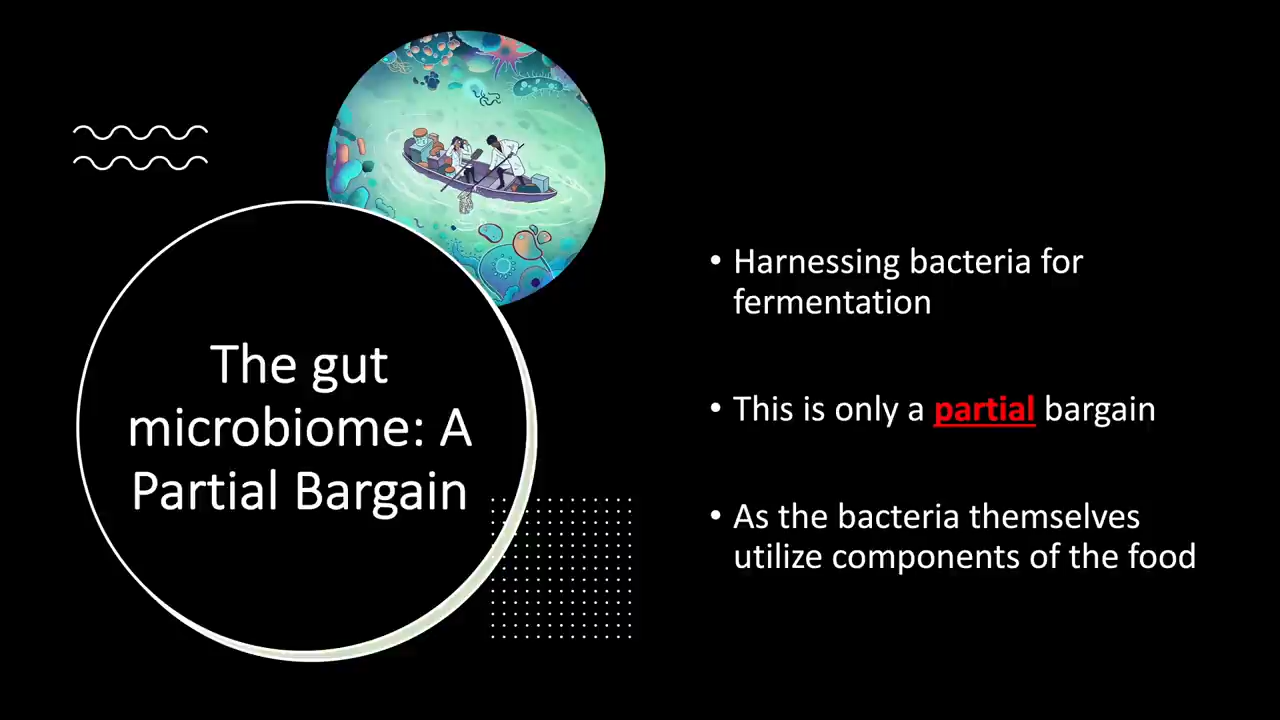 The gut
microbiome: A
Partial Bargain
• Harnessing bacteria for
fermentation
• This is only a partial bargain
• As the bacteria themselves
utilize components of the food